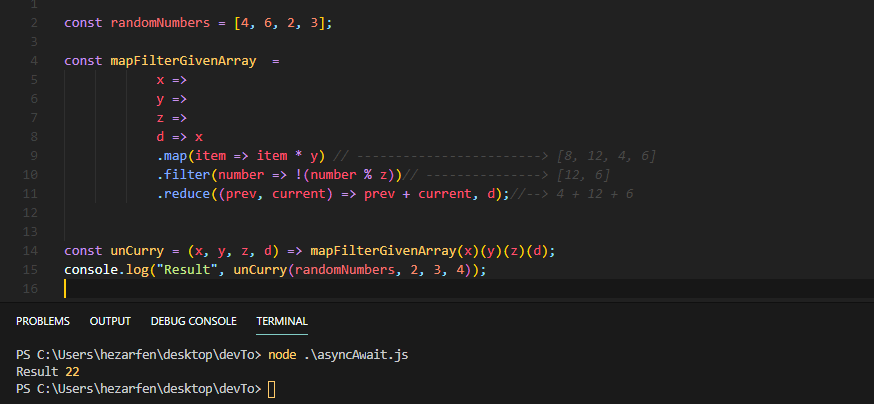 1
2 const randomNumbers = [4, 6, 2, 3];
3
4 const mapFilterGivenArray  =
5 x =>
6 y =>
7 z =>
8 d => x
9 .map(item => item * y) // ------------------------> [8, 12, 4, 6]
10 .filter(number => !(number % z))// ---------------> [12, 6]
11 .reduce((prev, current) => prev + current, d);//--> 4 + 12 + 6
12
13
14 const unCurry = (x, y, z, d) => mapFilterGivenArray(x)(y)(z)(d);
15 console.log("Result", unCurry(randomNumbers, 2, 3, 4));
16
PROBLEMS OUTPUT DEBUG CONSOLE TERMINAL
PS C:\Users\hezarfen\desktop\devTo> node .\asyncAwait.js
Result 22
PS C:\Users\hezarfen\desktop\devTo>